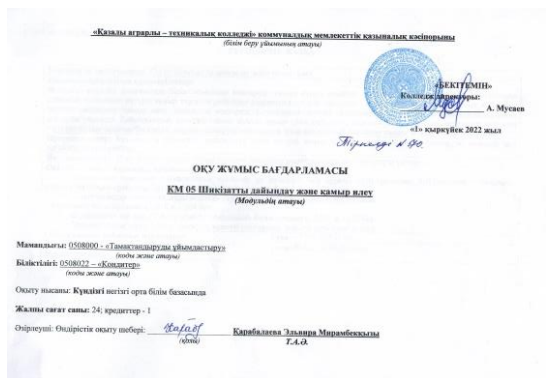 «Қазалы аграрлы – техникалық колледжі» коммуналдық мемлекеттік қазыналық кәсіпорыны
(білім беру ұйымының атауы)
«БЕКІТЕМІН»
Колледж директоры:
А. Мусаев
«1» қыркүйек 2022 жыл
ОҚУ ЖҰМЫС БАҒДАРЛАМАСЫ
КМ 05 Шикізатты дайындау және қамыр илеу
(Модульдің атауы)
Мамандығы: 0508000 - «Тамақтандыруды ұйымдастыру»
(коды және атауы)
Біліктілігі: 0508022 – «Кондитер»
(коды және атауы)
Оқыту нысаны: Күндізгі негізгі орта білім базасында
Жалпы сағат саны: 24; кредиттер - 1
Әзірлеуші: Өндірістік оқыту шебері: Карабалаева Эльвира Мирамбекқызы
(қолы) Т.А.Ә.